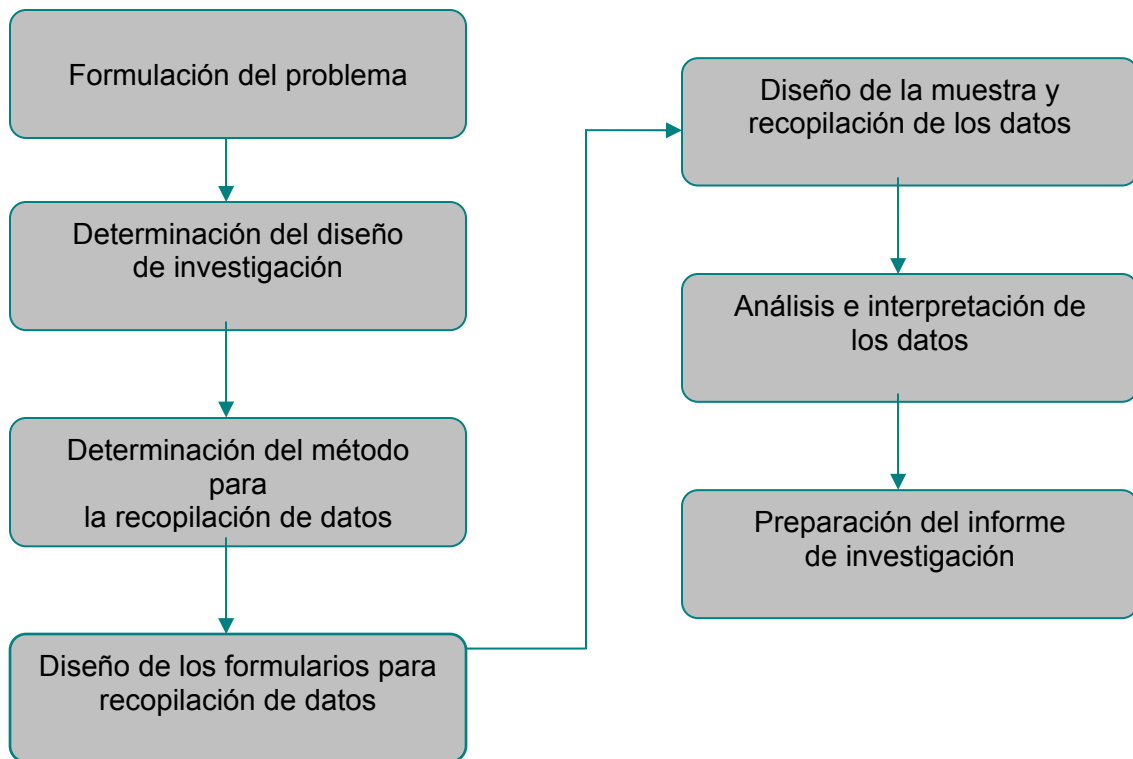 Formulación del problema
Determinación del diseño
de investigación
Determinación del método
para
la recopilación de datos
Diseño de los formularios para
recopilación de datos
Diseño de la muestra y
recopilación de los datos
Análisis e interpretación de
los datos
Preparación del informe
de investigación